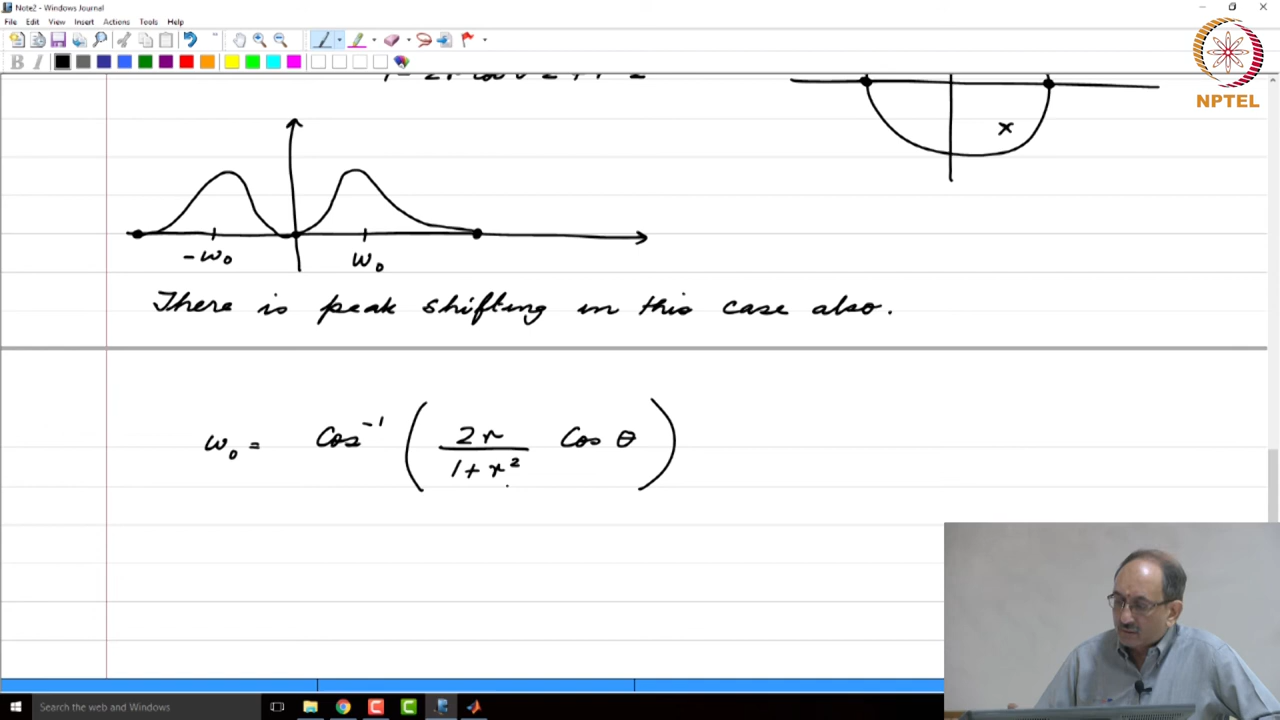 Note2 - Windows Journal
File Edit View Insert Actions Tools Help
NPTEL
x
-ω₀ ω₀
There is peak shifting in this case also.
ω₀ = Cos⁻¹ ( 2r / 1 + r² Cos θ )
Search the web and Windows